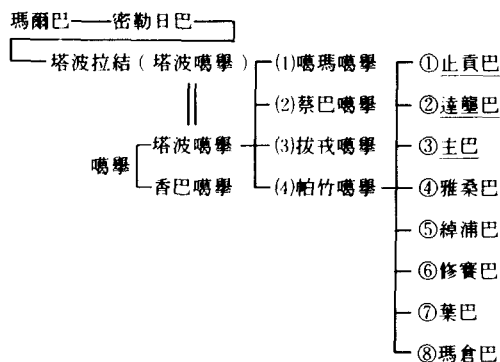 瑪爾巴——密勒日巴
塔波拉結(塔波噶舉)
(1)噶瑪噶舉
①止貢巴
(2)蔡巴噶舉
②達壟巴
噶舉
塔波噶舉
(3)拔戎噶舉
③主巴
香巴噶舉
(4)帕竹噶舉
④雅桑巴
⑤綽浦巴
⑥修賽巴
⑦葉巴
⑧瑪倉巴